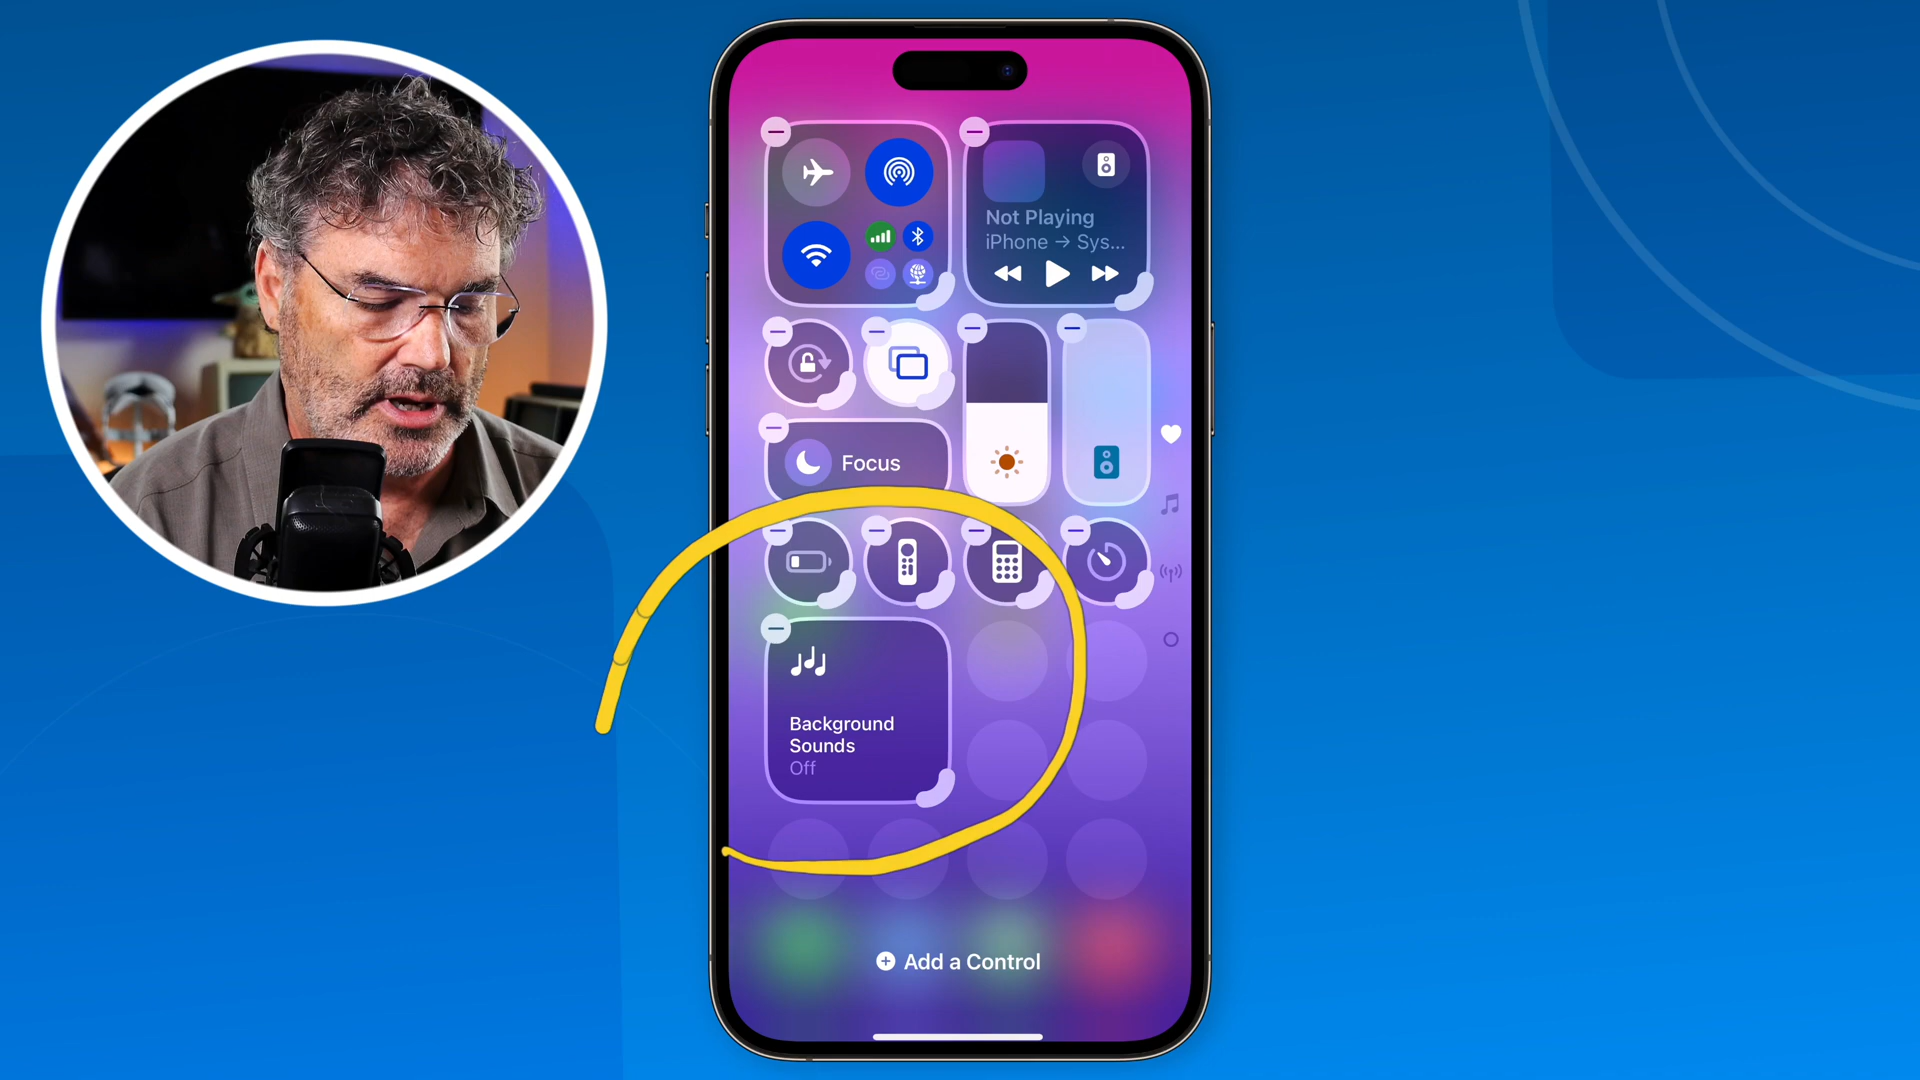 Not Playing
iPhone → Sys...
Focus
Background
Sounds
Off
Add a Control